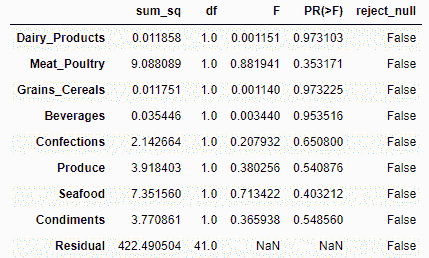 sum_sq df F PR(>F) reject_null
Dairy_Products 0.011858 1.0 0.001151 0.973103 False
Meat_Poultry 9.088089 1.0 0.881941 0.353171 False
Grains_Cereals 0.011751 1.0 0.001140 0.973225 False
Beverages 0.035446 1.0 0.003440 0.953516 False
Confections 2.142664 1.0 0.207932 0.650800 False
Produce 3.918403 1.0 0.380256 0.540876 False
Seafood 7.351560 1.0 0.713422 0.403212 False
Condiments 3.770861 1.0 0.365938 0.548560 False
Residual 422.490504 41.0 NaN NaN False